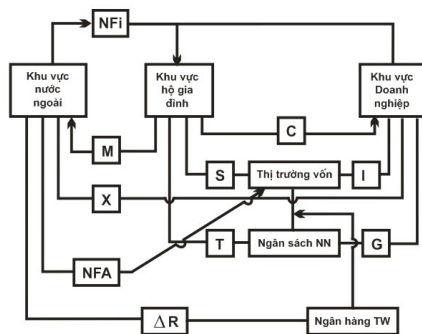 NFi
Khu vực
nước
ngoài
Khu vực
hộ gia
đình
Khu vực
Doanh
nghiệp
M
C
S
Thị trường vốn
I
X
T
Ngân sách NN
G
NFA
ΔR
Ngân hàng TW